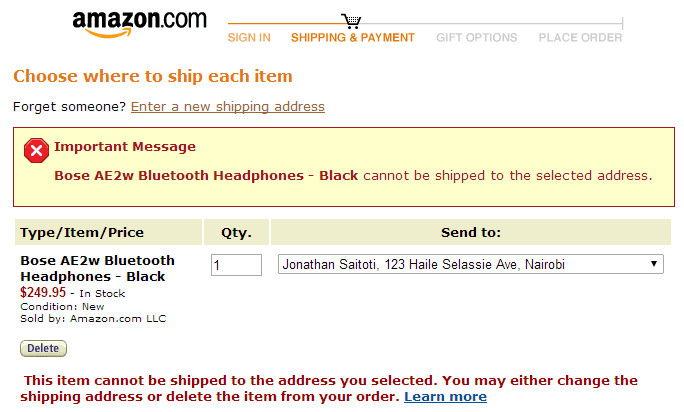 amazon.com
SIGN IN SHIPPING & PAYMENT GIFT OPTIONS PLACE ORDER
Choose where to ship each item
Forget someone? Enter a new shipping address
Important Message
Bose AE2w Bluetooth Headphones - Black cannot be shipped to the selected address.
Type/Item/Price Qty. Send to:
Bose AE2w Bluetooth
Headphones - Black
$249.95 - In Stock
Condition: New
Sold by: Amazon.com LLC
1
Jonathan Saitoti, 123 Haile Selassie Ave, Nairobi
Delete
This item cannot be shipped to the address you selected. You may either change the
shipping address or delete the item from your order. Learn more